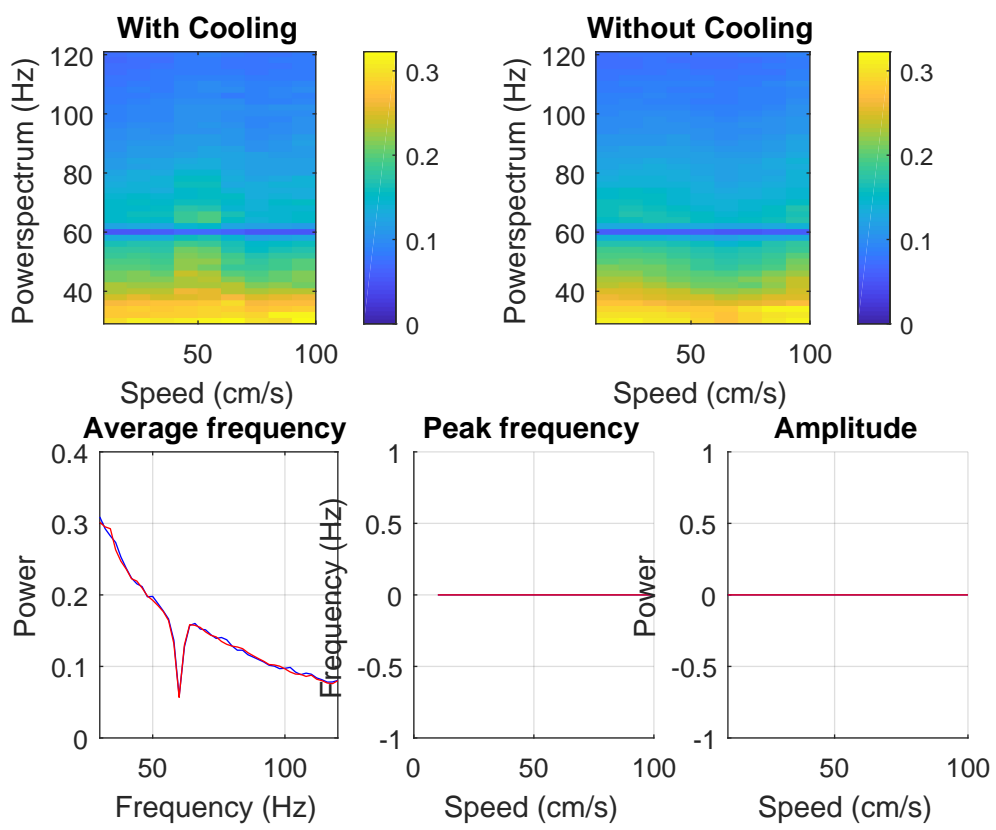 With Cooling
Powerspectrum (Hz)
120
100
80
60
40
50
100
Speed (cm/s)
0.3
0.2
0.1
0
Without Cooling
Powerspectrum (Hz)
120
100
80
60
40
50
100
Speed (cm/s)
0.3
0.2
0.1
0
Average frequency
Power
0.4
0.3
0.2
0.1
0
50
100
Frequency (Hz)
Peak frequency
Frequency (Hz)
1
0.5
0
-0.5
-1
0
50
100
Speed (cm/s)
Amplitude
Power
1
0.5
0
-0.5
-1
50
100
Speed (cm/s)